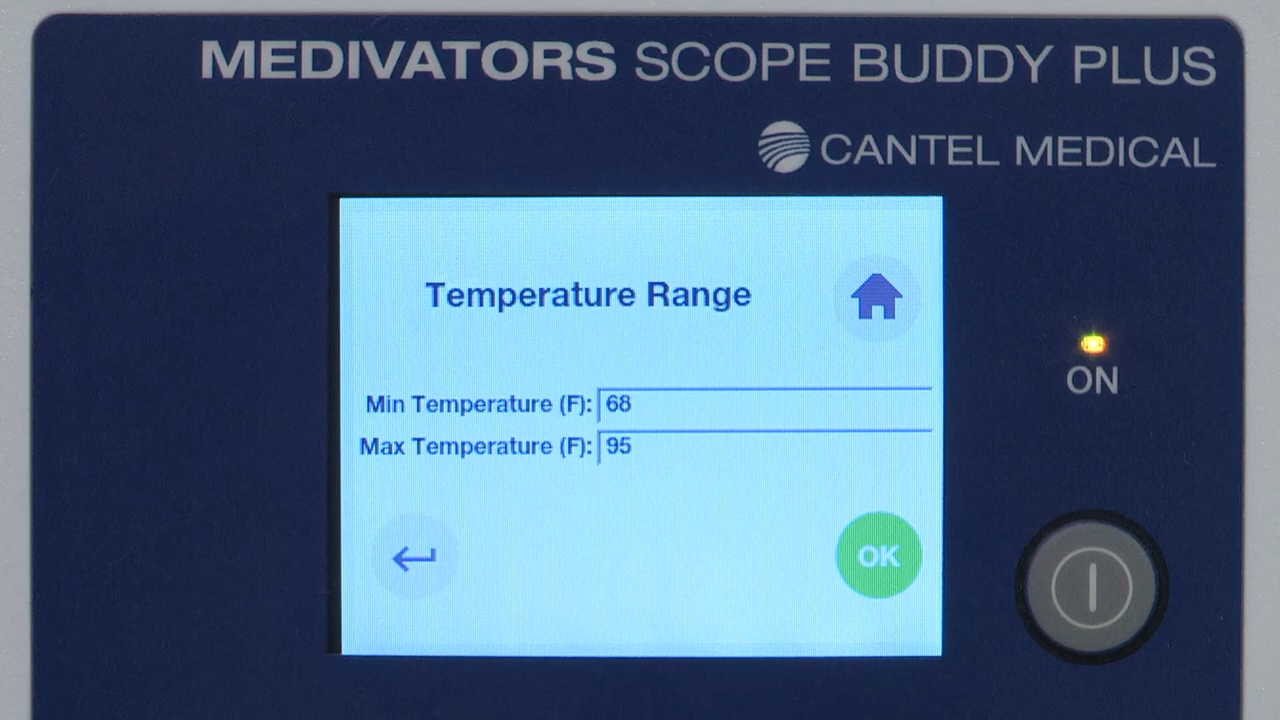 MEDIVATORS SCOPE BUDDY PLUS
CANTEL MEDICAL
Temperature Range
Min Temperature (F): 68
Max Temperature (F): 95
OK
ON